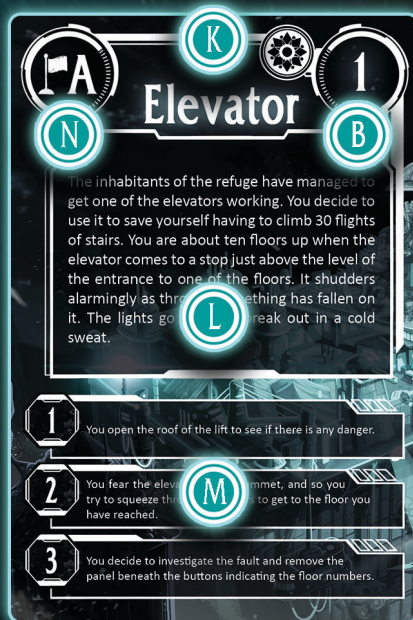 K
A
1
Elevator
N
B
The inhabitants of the refuge have managed to
get one of the elevators working. You decide to
use it to save yourself having to climb 30 flights
of stairs. You are about ten floors up when the
elevator comes to a stop just above the level of
the entrance to one of the floors. It shudders
alarmingly as has fallen on
it. The lights go L break out in a cold
sweat.
1
You open the roof of the lift to see if there is any danger.
2
You fear the and so you
try to squeeze M to get to the floor you
have reached.
3
You decide to investigate the fault and remove the
panel beneath the buttons indicating the floor numbers.